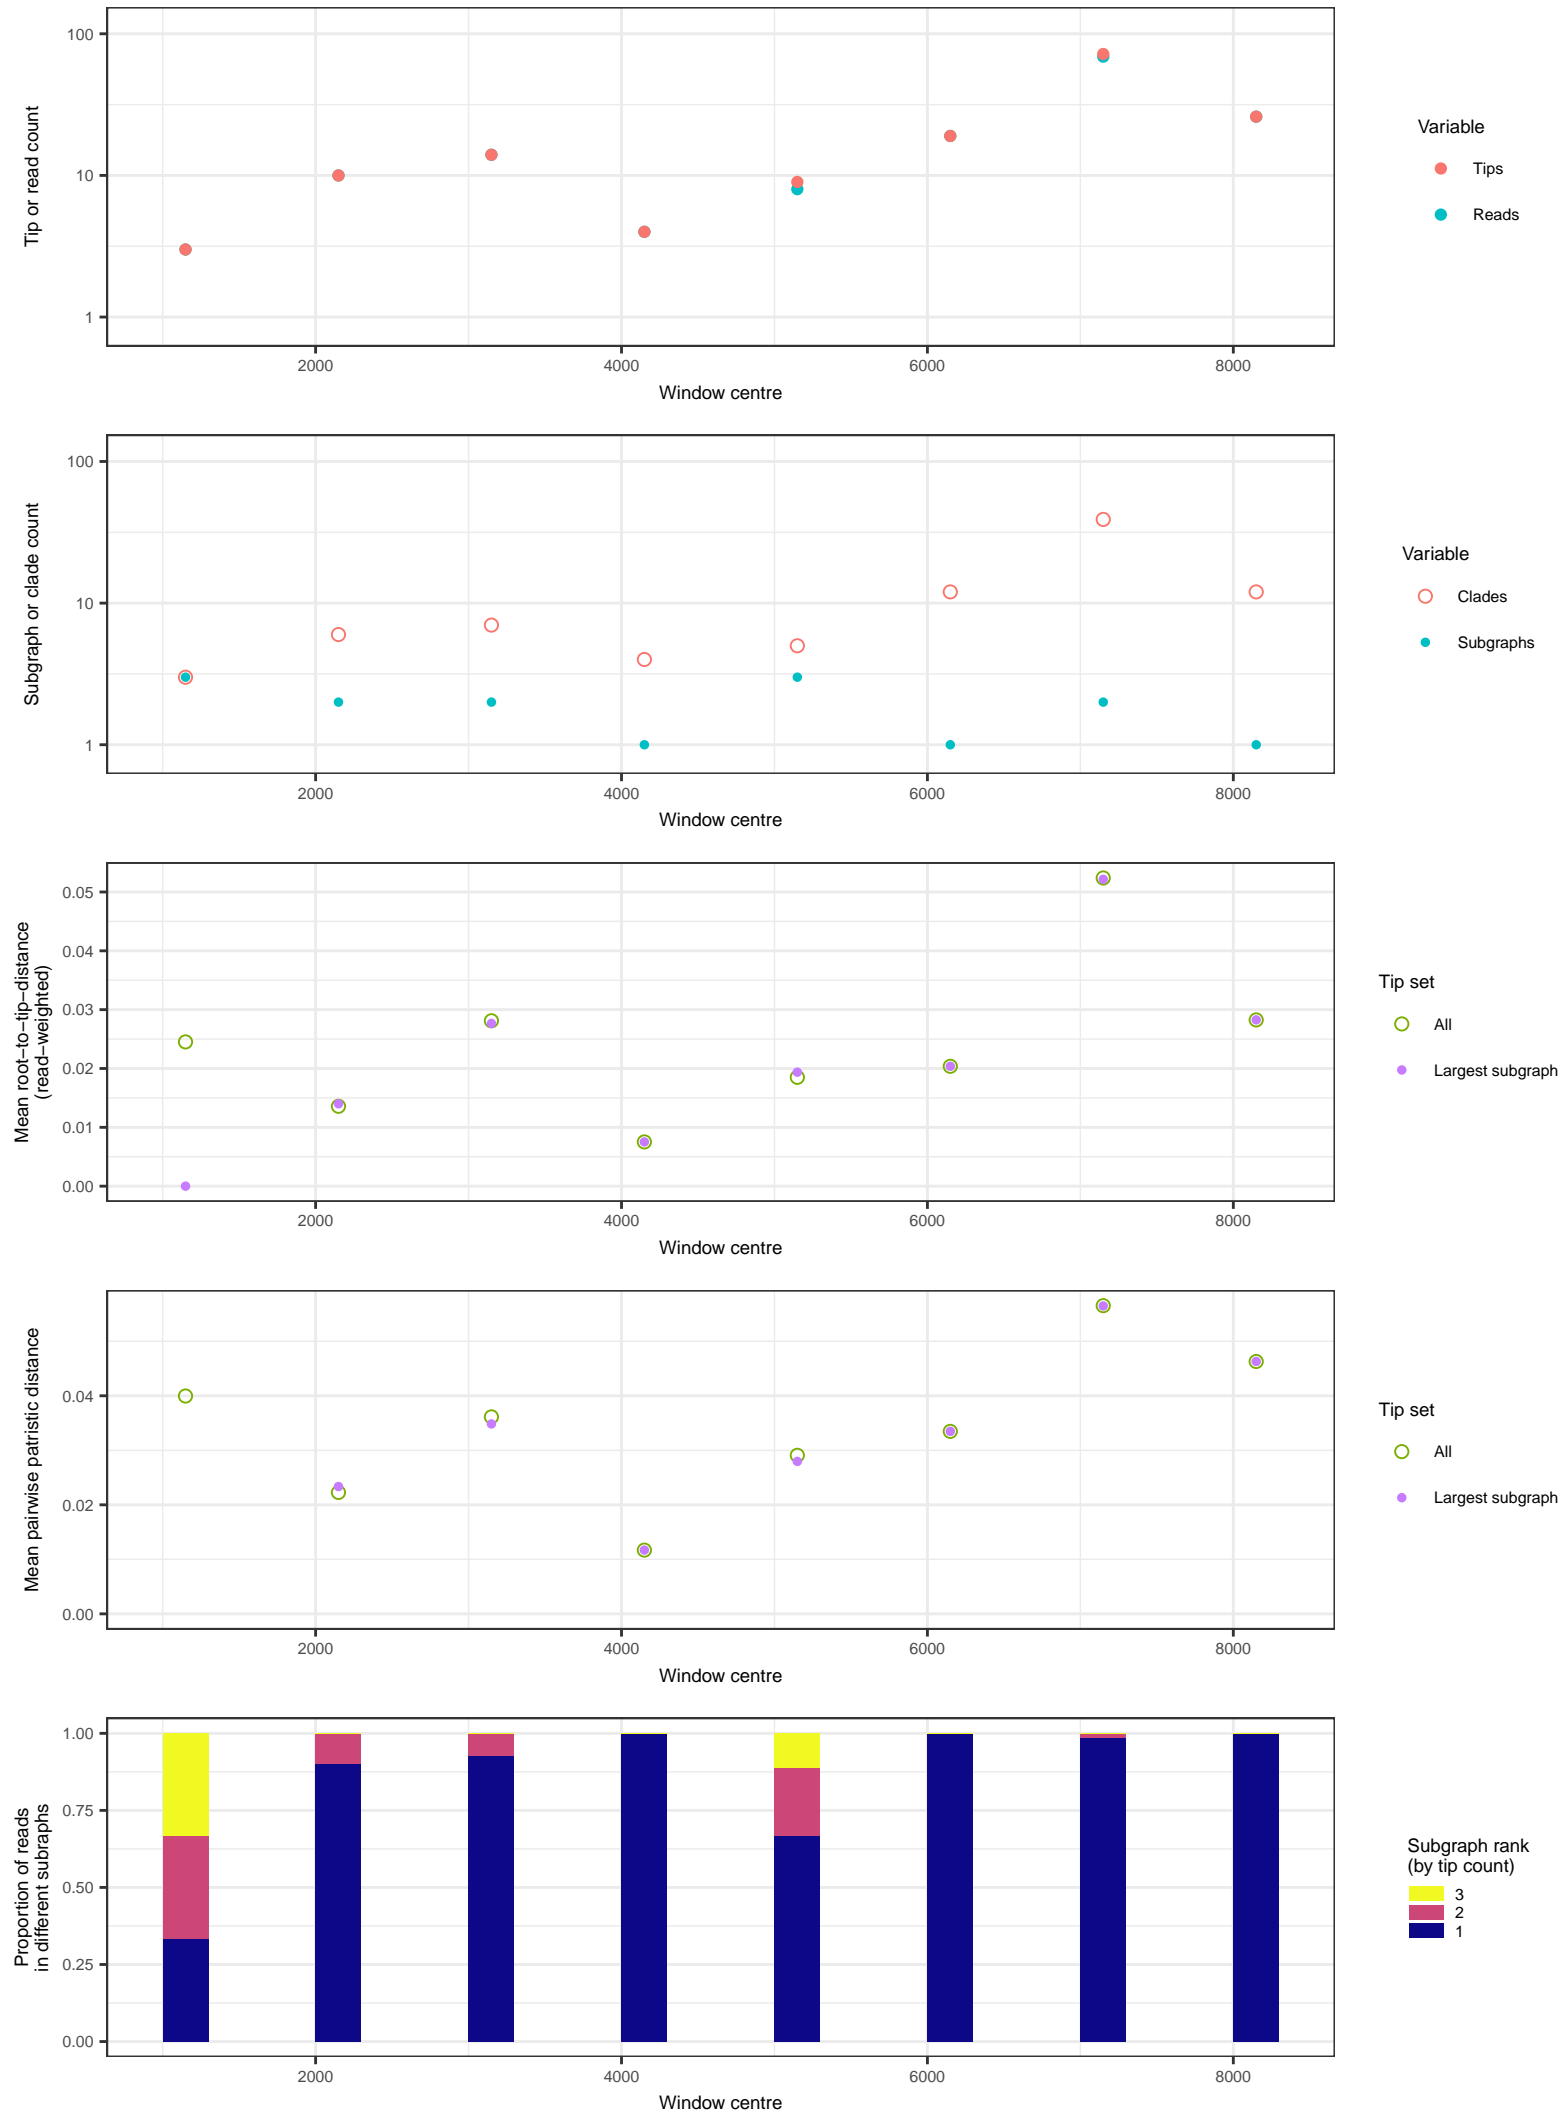 Tip or read count
100
10
1
2000 4000 6000 8000
Window centre
Variable
Tips
Reads
Subgraph or clade count
100
10
1
2000 4000 6000 8000
Window centre
Variable
Clades
Subgraphs
Mean root−to−tip−distance
(read−weighted)
0.05
0.04
0.03
0.02
0.01
0.00
2000 4000 6000 8000
Window centre
Tip set
All
Largest subgraph
Mean pairwise patristic distance
0.04
0.02
0.00
2000 4000 6000 8000
Window centre
Tip set
All
Largest subgraph
Proportion of reads
in different subraphs
1.00
0.75
0.50
0.25
0.00
2000 4000 6000 8000
Window centre
Subgraph rank
(by tip count)
3
2
1